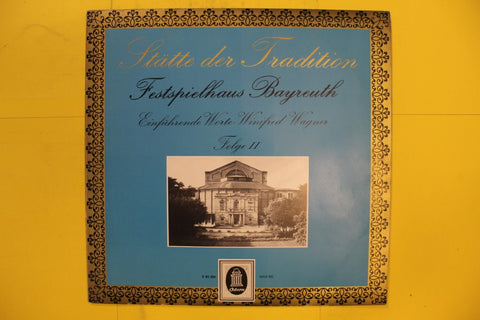 Stätte der Tradition
Festspielhaus Bayreuth
Einführende Worte: Winifred Wagner
Folge II
Odeon